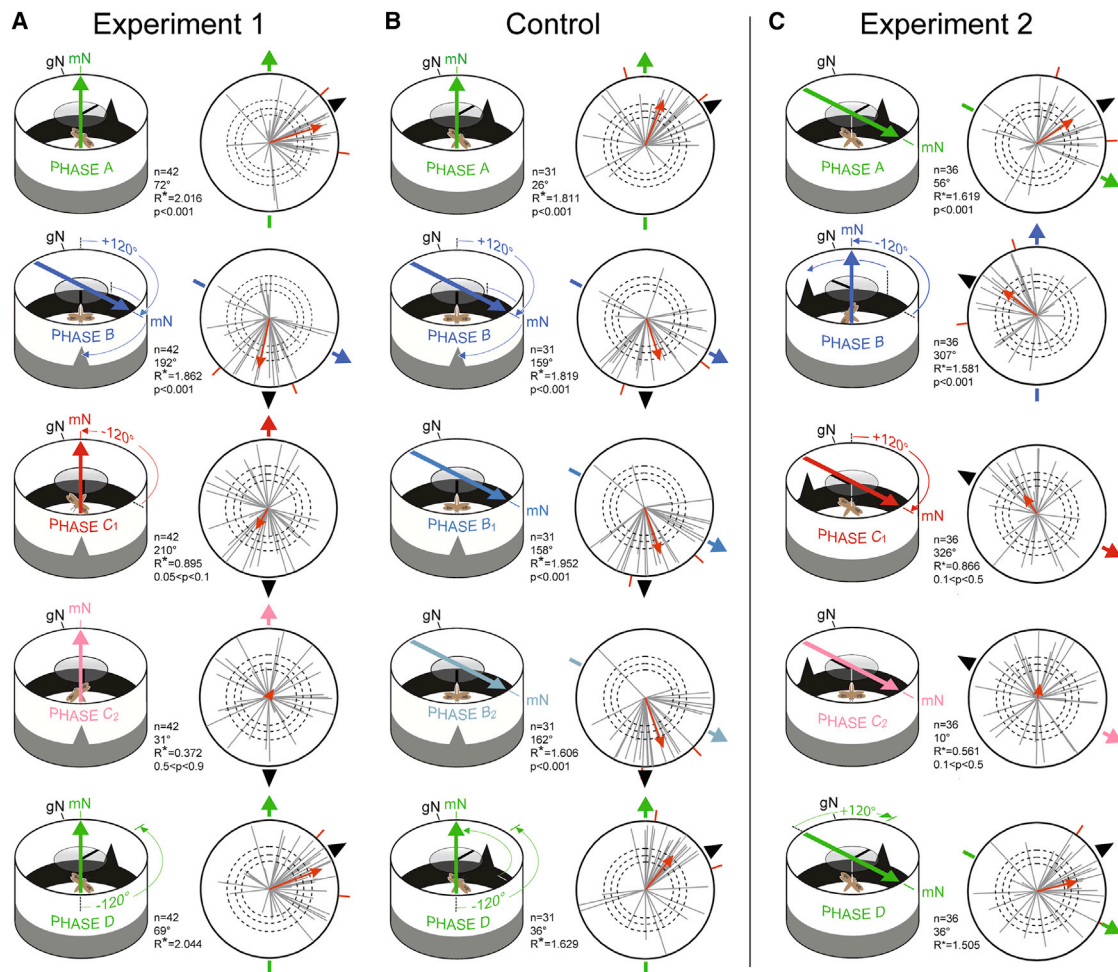 A Experiment 1
B Control
C Experiment 2
gN mN
PHASE A
n=42
72°
R*=2.016
p<0.001
gN mN
PHASE A
n=31
26°
R*=1.811
p<0.001
gN
mN
PHASE A
n=36
56°
R*=1.619
p<0.001
gN +120°
mN
PHASE B
n=42
192°
R*=1.862
p<0.001
gN +120°
mN
PHASE B
n=31
159°
R*=1.819
p<0.001
gN mN -120°
PHASE B
n=36
307°
R*=1.581
p<0.001
gN mN -120°
PHASE C1
n=42
210°
R*=0.895
0.05<p<0.1
gN
mN
PHASE B1
n=31
158°
R*=1.952
p<0.001
gN +120°
mN
PHASE C1
n=36
326°
R*=0.866
0.1<p<0.5
gN mN
PHASE C2
n=42
31°
R*=0.372
0.5<p<0.9
gN
mN
PHASE B2
n=31
162°
R*=1.606
p<0.001
gN
mN
PHASE C2
n=36
10°
R*=0.561
0.1<p<0.5
gN mN
PHASE D
-120°
n=42
69°
R*=2.044
gN mN
PHASE D
-120°
n=31
36°
R*=1.629
gN
+120°
mN
PHASE D
n=36
36°
R*=1.505